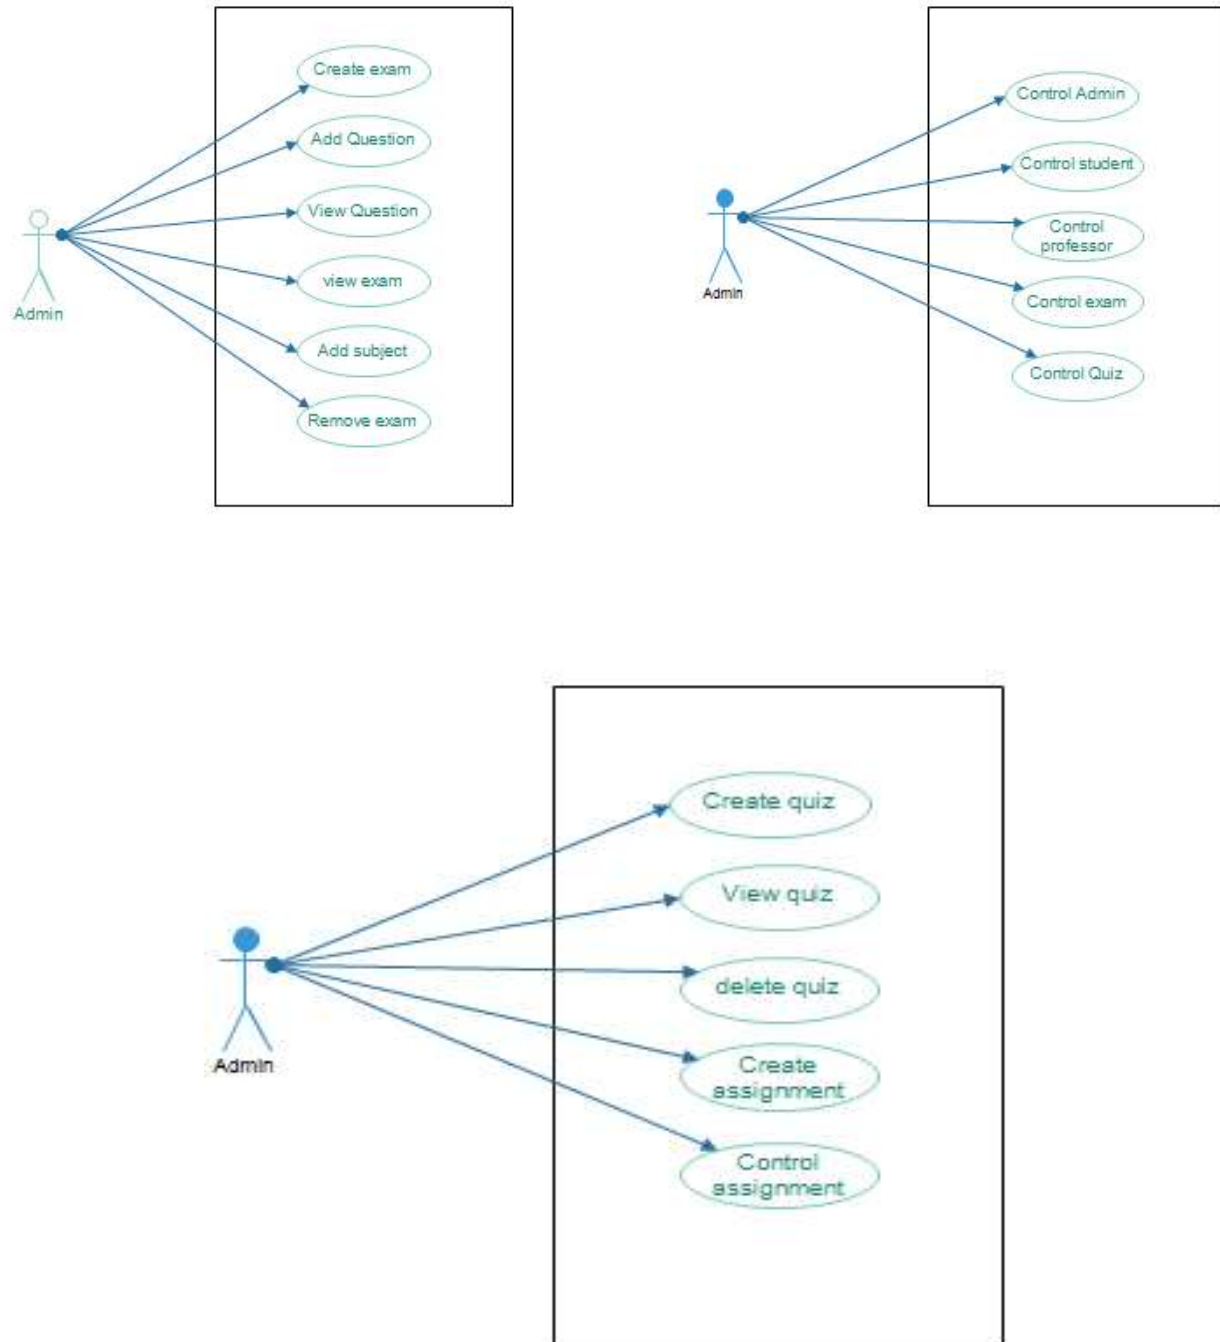 Create exam
Add Question
View Question
view exam
Add subject
Remove exam
Admin
Control Admin
Control student
Control
professor
Control exam
Control Quiz
Admin
Create quiz
View quiz
delete quiz
Create
assignment
Control
assignment
Admin